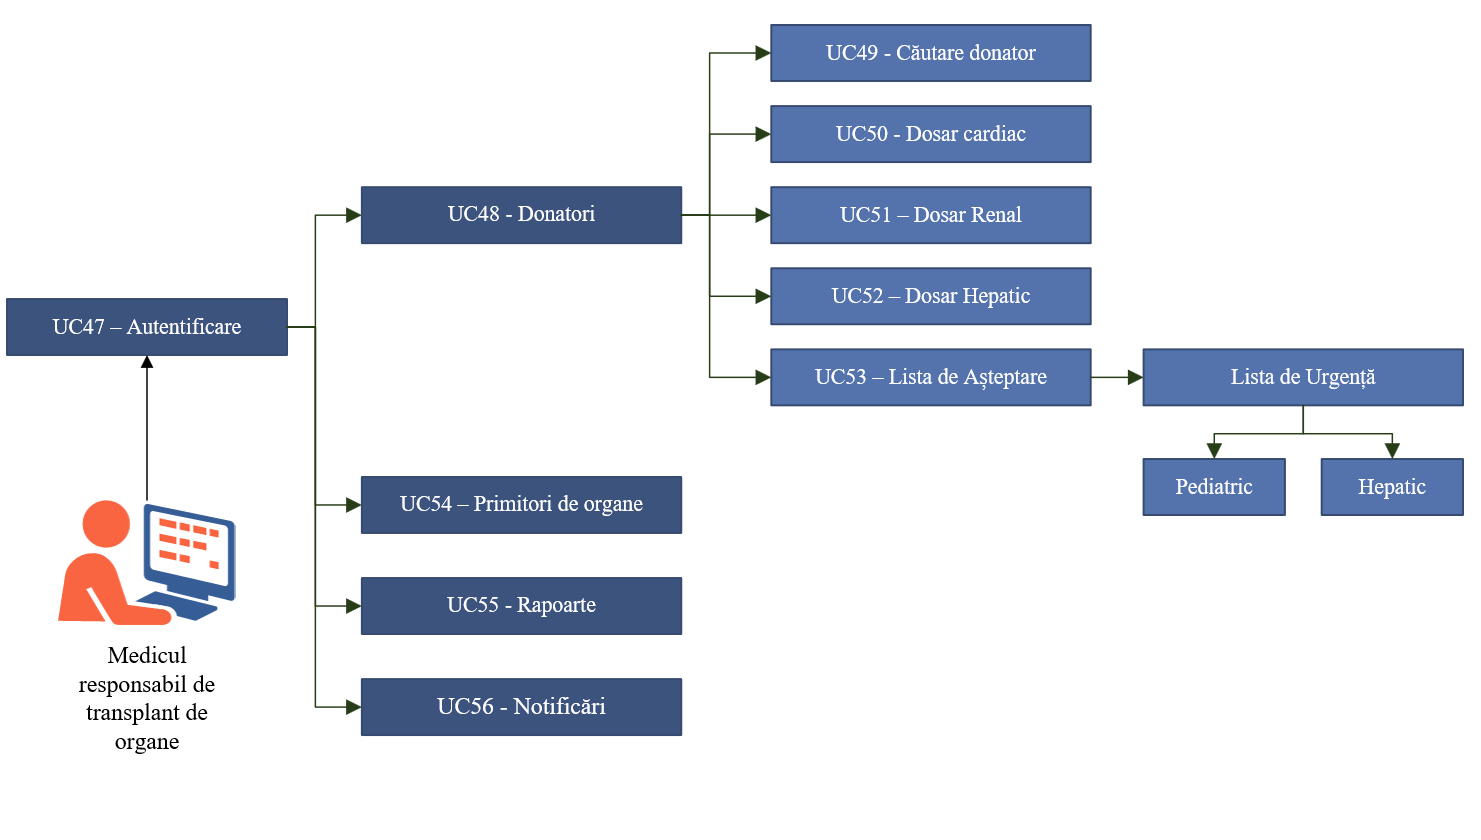 UC49 - Căutare donator
UC50 - Dosar cardiac
UC48 - Donatori
UC51 – Dosar Renal
UC52 – Dosar Hepatic
UC47 – Autentificare
UC53 – Lista de Așteptare
Lista de Urgență
Pediatric
Hepatic
UC54 – Primitori de organe
UC55 - Rapoarte
UC56 - Notificări
Medicul
responsabil de
transplant de
organe